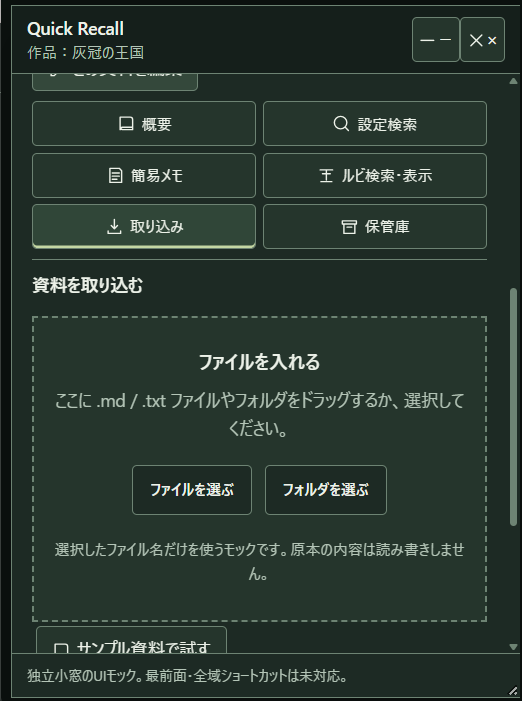 Quick Recall
作品：灰冠の王国
概要
設定検索
簡易メモ
ルビ検索・表示
取り込み
保管庫
資料を取り込む
ファイルを入れる
ここに .md / .txt ファイルやフォルダをドラッグするか、選択して
ください。
ファイルを選ぶ
フォルダを選ぶ
選択したファイル名だけを使うモックです。原本の内容は読み書きしませ
ん。
サンプル資料で試す
独立小窓のUIモック。最前面・全域ショートカットは未対応。